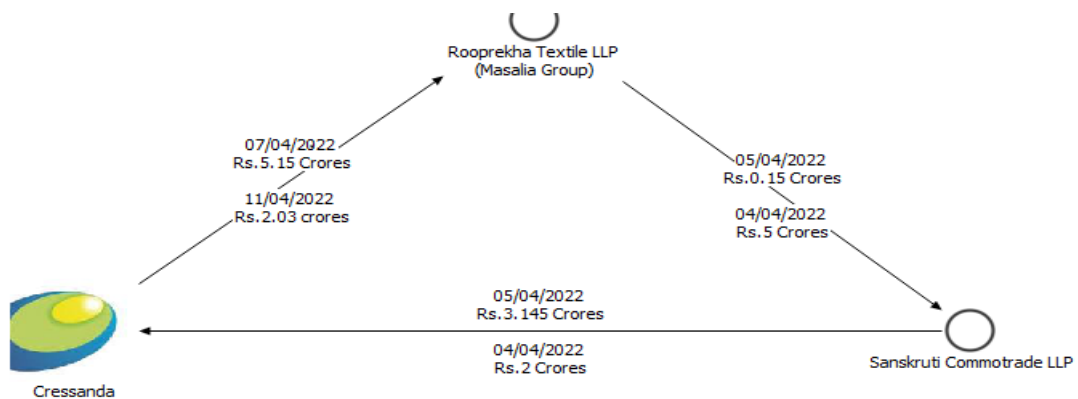 Rooprekha Textile LLP
(Masalia Group)
07/04/2022
Rs.5.15 Crores
11/04/2022
Rs.2.03 crores
05/04/2022
Rs.0.15 Crores
04/04/2022
Rs.5 Crores
05/04/2022
Rs.3.145 Crores
04/04/2022
Rs.2 Crores
Cressanda
Sanskruti Commotrade LLP